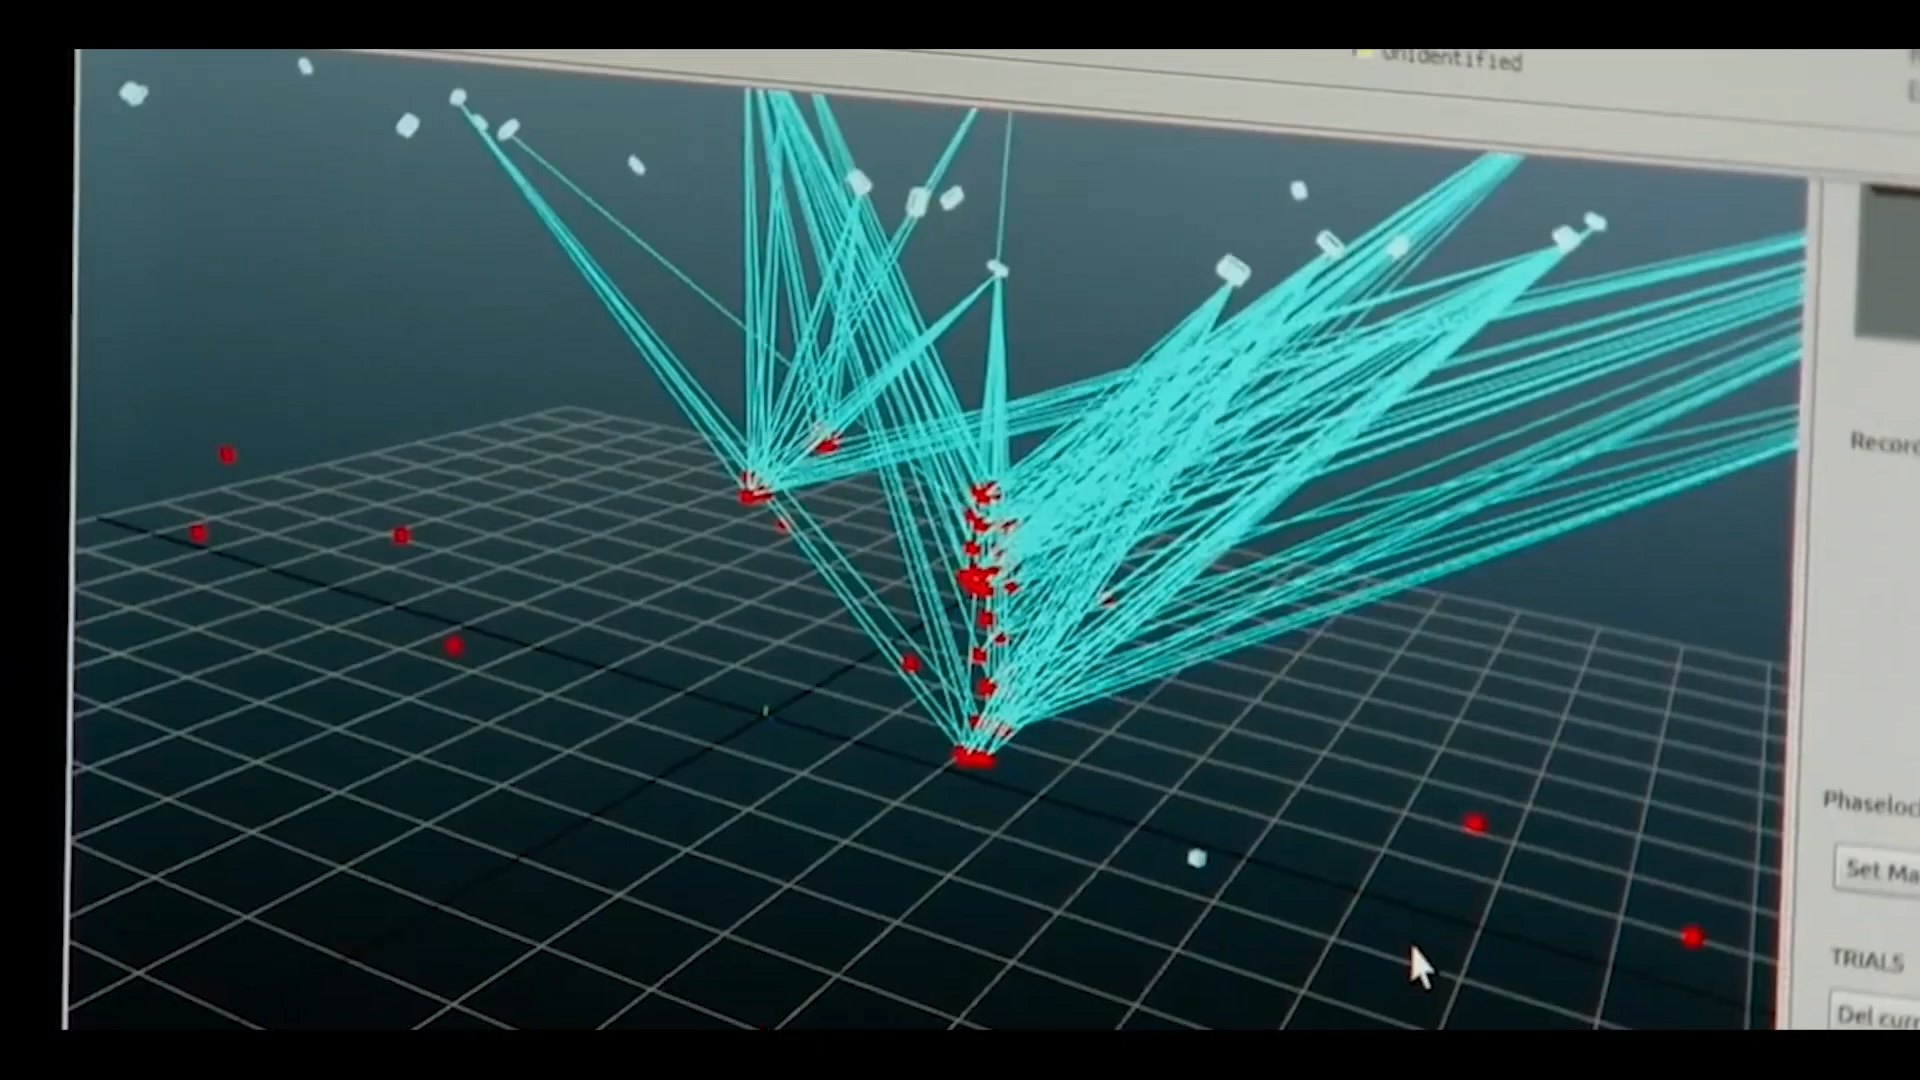 Unidentified
Record
Phaseloc
Set Ma
TRIALS
Del curr